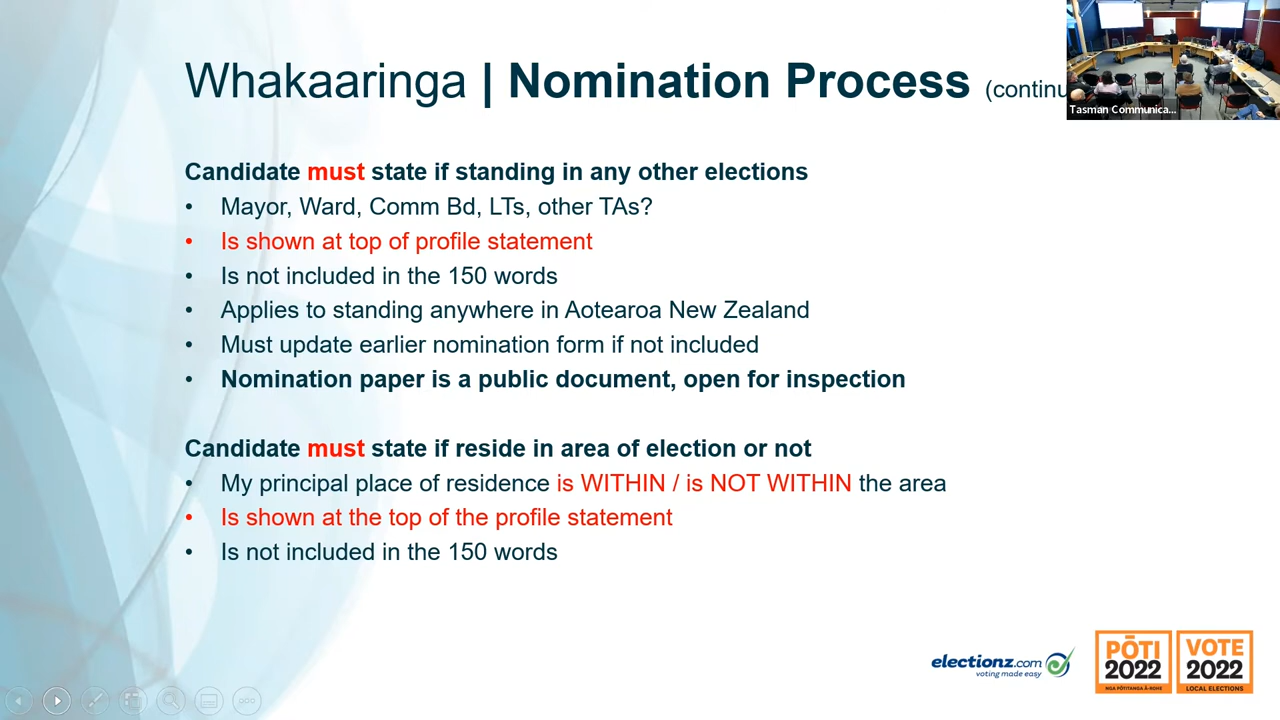 Whakaaringa | Nomination Process (continu
Tasman Communica...
Candidate must state if standing in any other elections
• Mayor, Ward, Comm Bd, LTs, other TAs?
• Is shown at top of profile statement
• Is not included in the 150 words
• Applies to standing anywhere in Aotearoa New Zealand
• Must update earlier nomination form if not included
• Nomination paper is a public document, open for inspection
Candidate must state if reside in area of election or not
• My principal place of residence is WITHIN / is NOT WITHIN the area
• Is shown at the top of the profile statement
• Is not included in the 150 words
electionz.com
voting made easy
PŌTI
2022
NGA PŌTITANGA Ā-ROHE
VOTE
2022
LOCAL ELECTIONS